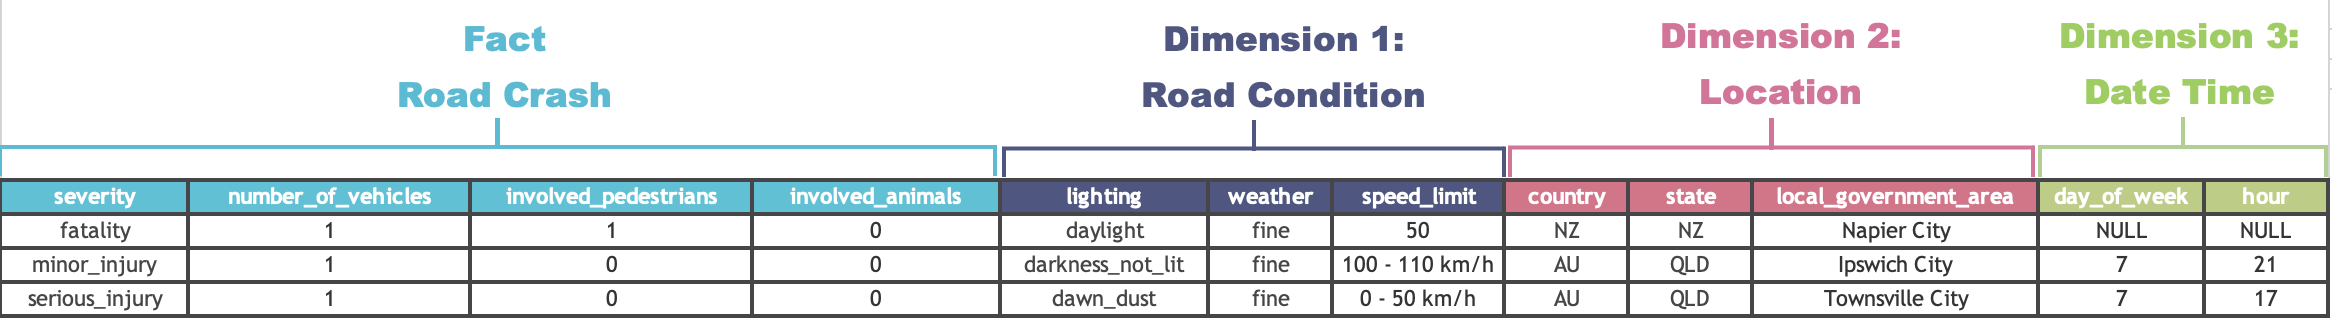 Fact
Road Crash
Dimension 1:
Road Condition
Dimension 2:
Location
Dimension 3:
Date Time
severity number_of_vehicles involved_pedestrians involved_animals lighting weather speed_limit country state local_government_area day_of_week hour
fatality 1 1 0 daylight fine 50 NZ NZ Napier City NULL NULL
minor_injury 1 0 0 darkness_not_lit fine 100 - 110 km/h AU QLD Ipswich City 7 21
serious_injury 1 0 0 dawn_dust fine 0 - 50 km/h AU QLD Townsville City 7 17